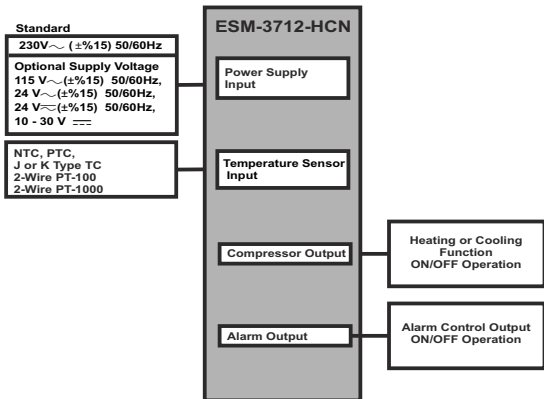 Standard
230V～ ( ±%15) 50/60Hz
Optional Supply Voltage
115 V～(±%15) 50/60Hz,
24 V～(±%15) 50/60Hz,
24 V⏦(±%15) 50/60Hz,
10 - 30 V ⎓
NTC, PTC,
J or K Type TC
2-Wire PT-100
2-Wire PT-1000
ESM-3712-HCN
Power Supply
Input
Temperature Sensor
Input
Compressor Output
Alarm Output
Heating or Cooling
Function
ON/OFF Operation
Alarm Control Output
ON/OFF Operation